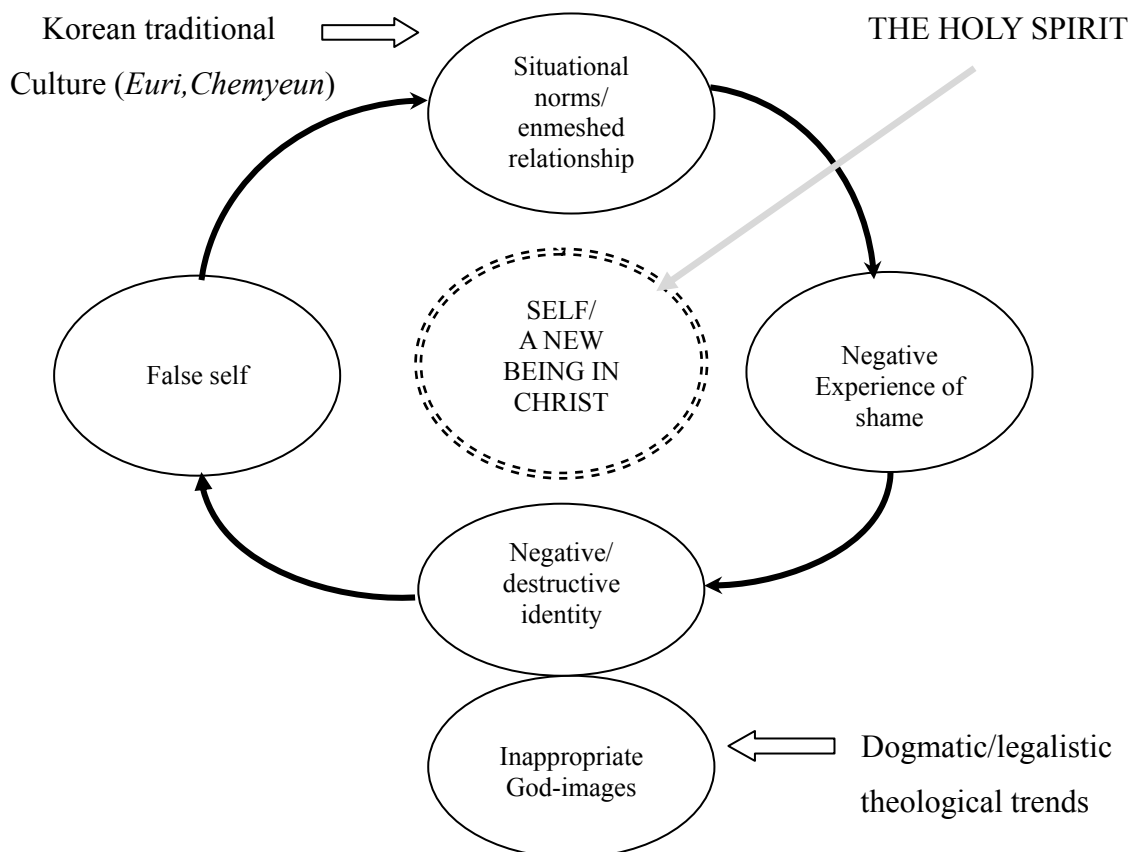 Korean traditional
Culture (Euri,Chemyeun)
THE HOLY SPIRIT
Situational
norms/
enmeshed
relationship
SELF/
A NEW
BEING IN
CHRIST
False self
Negative
Experience of
shame
Negative/
destructive
identity
Inappropriate
God-images
Dogmatic/legalistic
theological trends